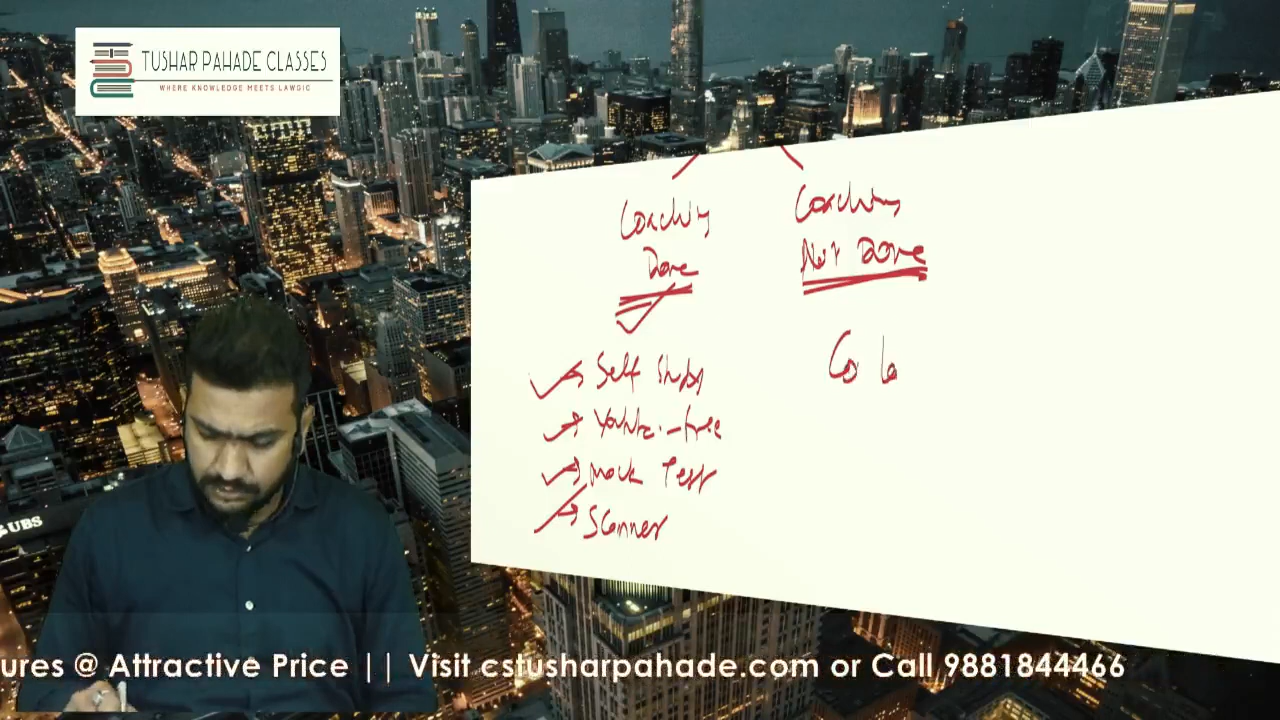 TUSHAR PAHADE CLASSES
WHERE KNOWLEDGE MEETS LAWGIC
Coaching
Done
Coaching
Not Done
Self Study
free
Mock Test
Scanner
Go
UBS
ures @ Attractive Price || Visit cstusharpahade.com or Call 9881844466